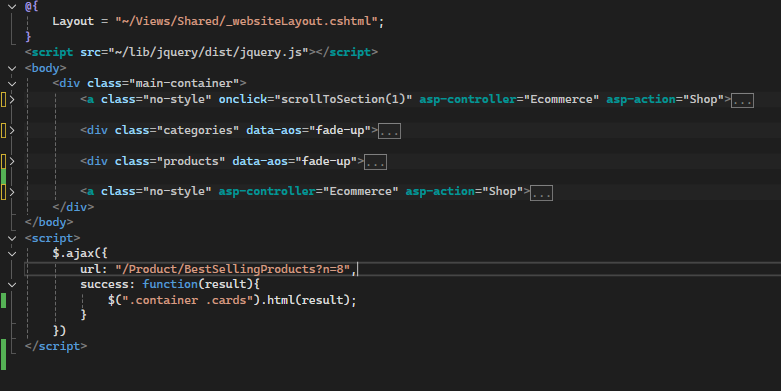 @{
    Layout = "~/Views/Shared/_websiteLayout.cshtml";
}
<script src="~/lib/jquery/dist/jquery.js"></script>
<body>
    <div class="main-container">
        <a class="no-style" onclick="scrollToSection(1)" asp-controller="Ecommerce" asp-action="Shop">...
        <div class="categories" data-aos="fade-up">...
        <div class="products" data-aos="fade-up">...
        <a class="no-style" asp-controller="Ecommerce" asp-action="Shop">...
    </div>
</body>
<script>
    $.ajax({
        url: "/Product/BestSellingProducts?n=8",
        success: function(result){
            $(".container .cards").html(result);
        }
    })
</script>